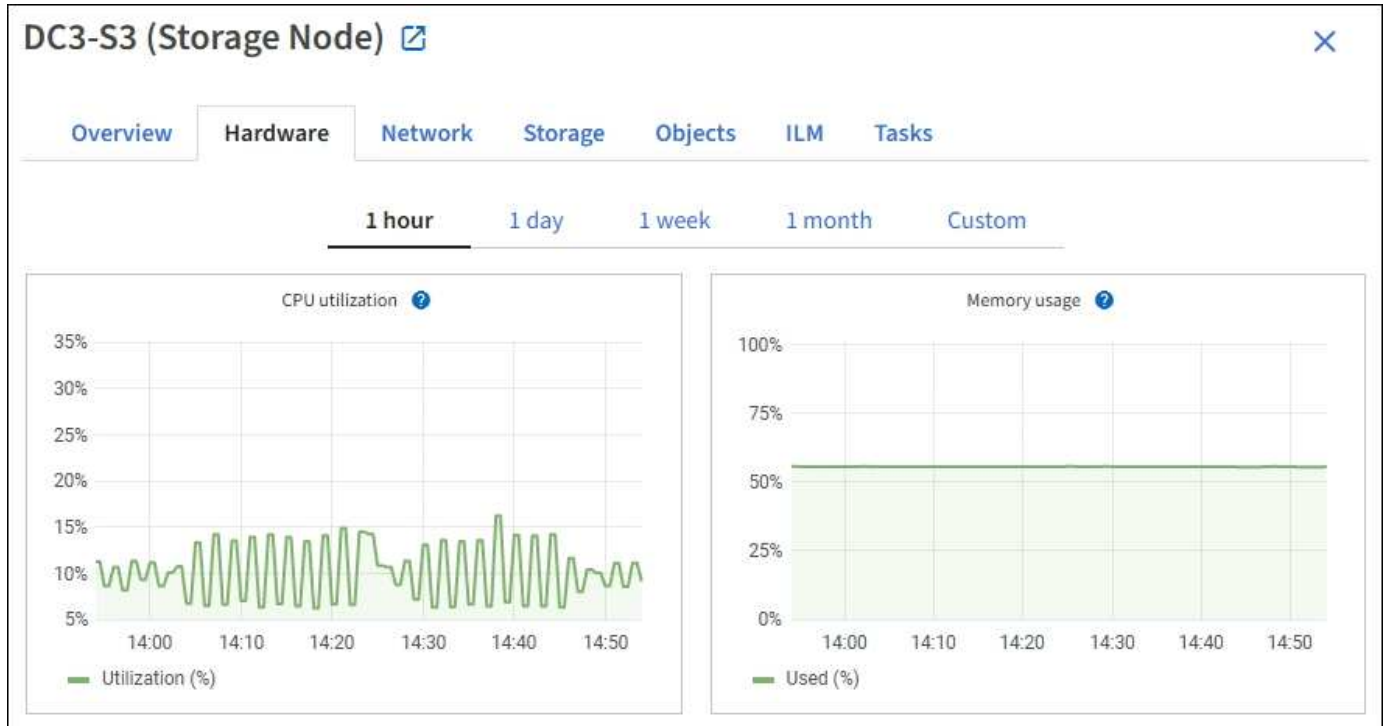 DC3-S3 (Storage Node)
Overview Hardware Network Storage Objects ILM Tasks
1 hour 1 day 1 week 1 month Custom
CPU utilization
35%
30%
25%
20%
15%
10%
5%
14:00 14:10 14:20 14:30 14:40 14:50
Utilization (%)
Memory usage
100%
75%
50%
25%
0%
14:00 14:10 14:20 14:30 14:40 14:50
Used (%)